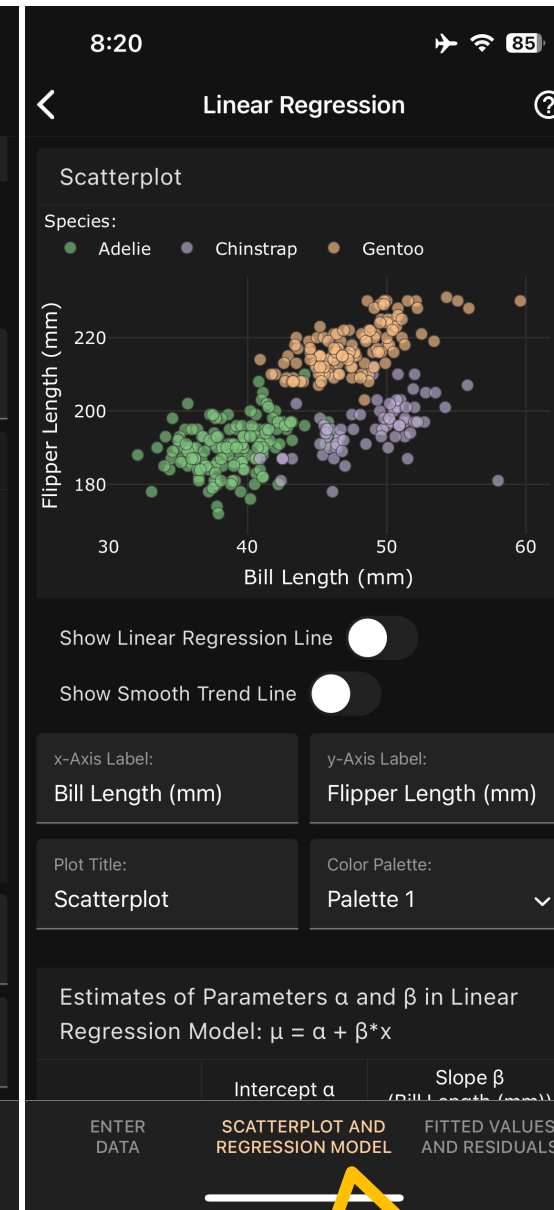 8:20
85
Linear Regression
Scatterplot
Species:
Adelie Chinstrap Gentoo
Flipper Length (mm)
220
200
180
30 40 50 60
Bill Length (mm)
Show Linear Regression Line
Show Smooth Trend Line
x-Axis Label: y-Axis Label:
Bill Length (mm) Flipper Length (mm)
Plot Title: Color Palette:
Scatterplot Palette 1
Estimates of Parameters α and β in Linear
Regression Model: μ = α + β*x
Intercept α Slope β
(Bill Length (mm))
ENTER SCATTERPLOT AND FITTED VALUES
DATA REGRESSION MODEL AND RESIDUALS